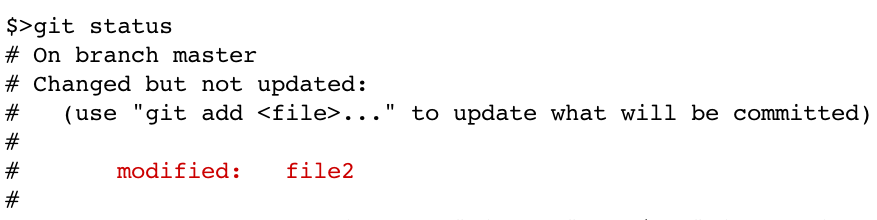 $>git status
# On branch master
# Changed but not updated:
#   (use "git add <file>..." to update what will be committed)
#
#       modified:   file2
#